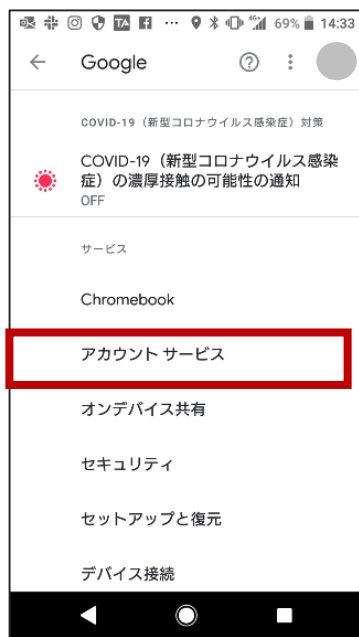 69% 14:33
Google
COVID-19（新型コロナウイルス感染症）対策
COVID-19（新型コロナウイルス感染
症）の濃厚接触の可能性の通知
OFF
サービス
Chromebook
アカウント サービス
オンデバイス共有
セキュリティ
セットアップと復元
デバイス接続